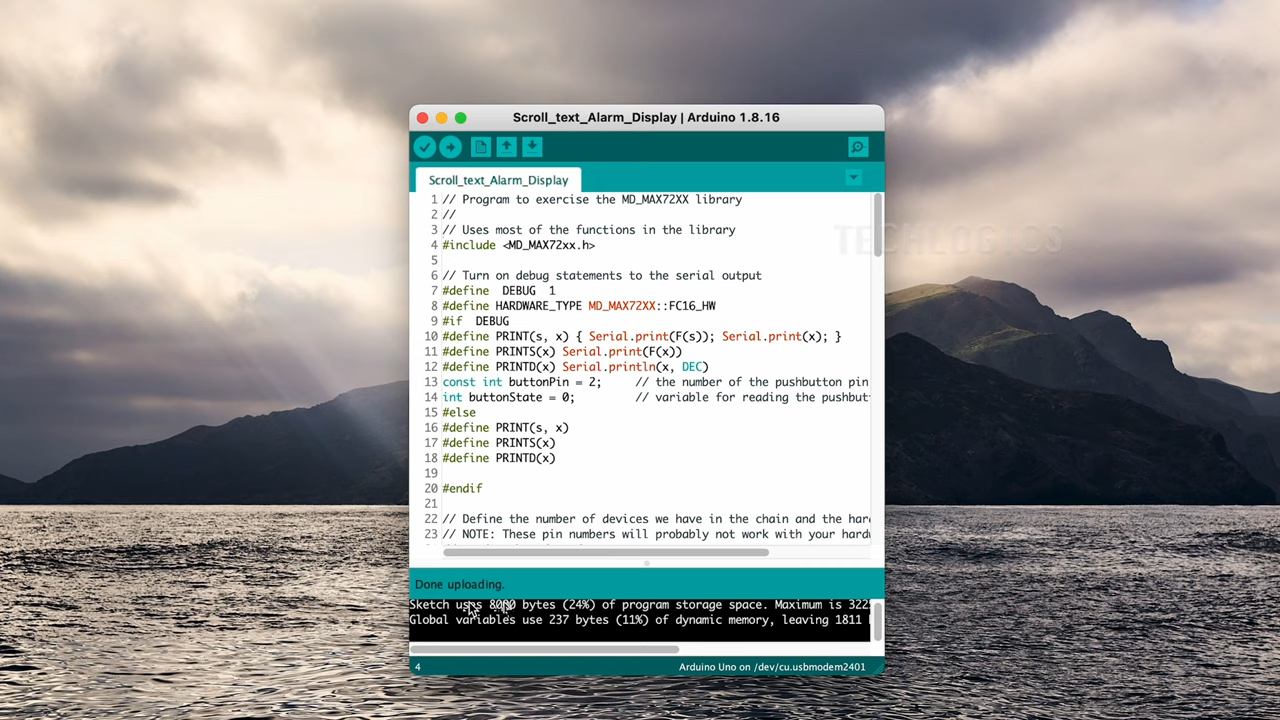 Scroll_text_Alarm_Display | Arduino 1.8.16
Scroll_text_Alarm_Display
TECHLOGICS
1 // Program to exercise the MD_MAX72XX library
2 //
3 // Uses most of the functions in the library
4 #include <MD_MAX72xx.h>
5
6 // Turn on debug statements to the serial output
7 #define  DEBUG  1
8 #define HARDWARE_TYPE MD_MAX72XX::FC16_HW
9 #if  DEBUG
10 #define PRINT(s, x) { Serial.print(F(s)); Serial.print(x); }
11 #define PRINTS(x) Serial.print(F(x))
12 #define PRINTD(x) Serial.println(x, DEC)
13 const int buttonPin = 2;     // the number of the pushbutton pin
14 int buttonState = 0;         // variable for reading the pushbut
15 #else
16 #define PRINT(s, x)
17 #define PRINTS(x)
18 #define PRINTD(x)
19
20 #endif
21
22 // Define the number of devices we have in the chain and the har
23 // NOTE: These pin numbers will probably not work with your hard
Done uploading.
Sketch uses bytes (24%) of program storage space. Maximum is 322
Global variables use 237 bytes (11%) of dynamic memory, leaving 1811
4
Arduino Uno on /dev/cu.usbmodem2401